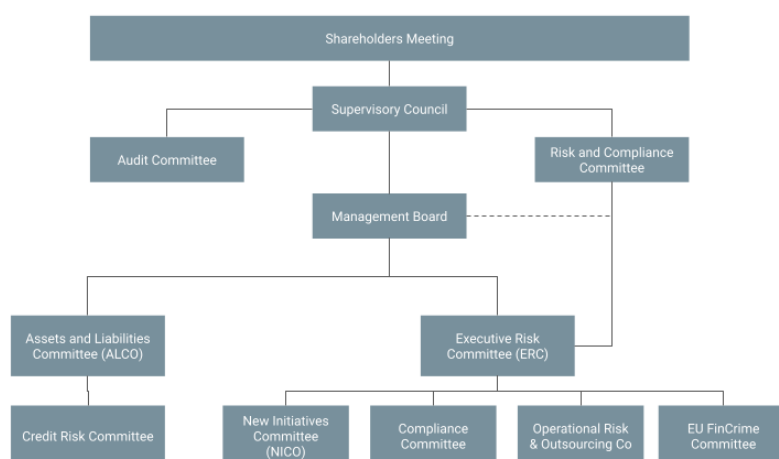 Shareholders Meeting
Supervisory Council
Audit Committee
Risk and Compliance
Committee
Management Board
Assets and Liabilities
Committee (ALCO)
Executive Risk
Committee (ERC)
Credit Risk Committee
New Initiatives
Committee
(NICO)
Compliance
Committee
Operational Risk
& Outsourcing Co
EU FinCrime
Committee